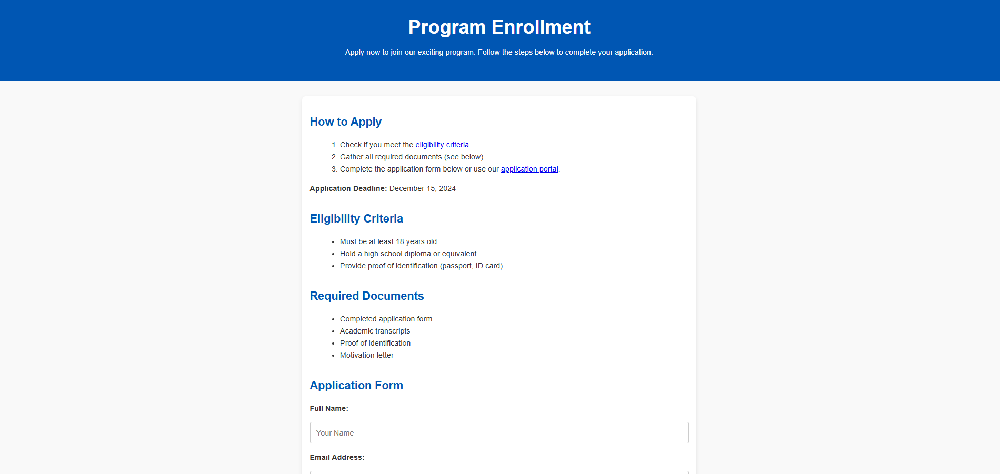 Program Enrollment
Apply now to join our exciting program. Follow the steps below to complete your application.
How to Apply
1. Check if you meet the eligibility criteria.
2. Gather all required documents (see below).
3. Complete the application form below or use our application portal.
Application Deadline: December 15, 2024
Eligibility Criteria
• Must be at least 18 years old.
• Hold a high school diploma or equivalent.
• Provide proof of identification (passport, ID card).
Required Documents
• Completed application form
• Academic transcripts
• Proof of identification
• Motivation letter
Application Form
Full Name:
Your Name
Email Address: